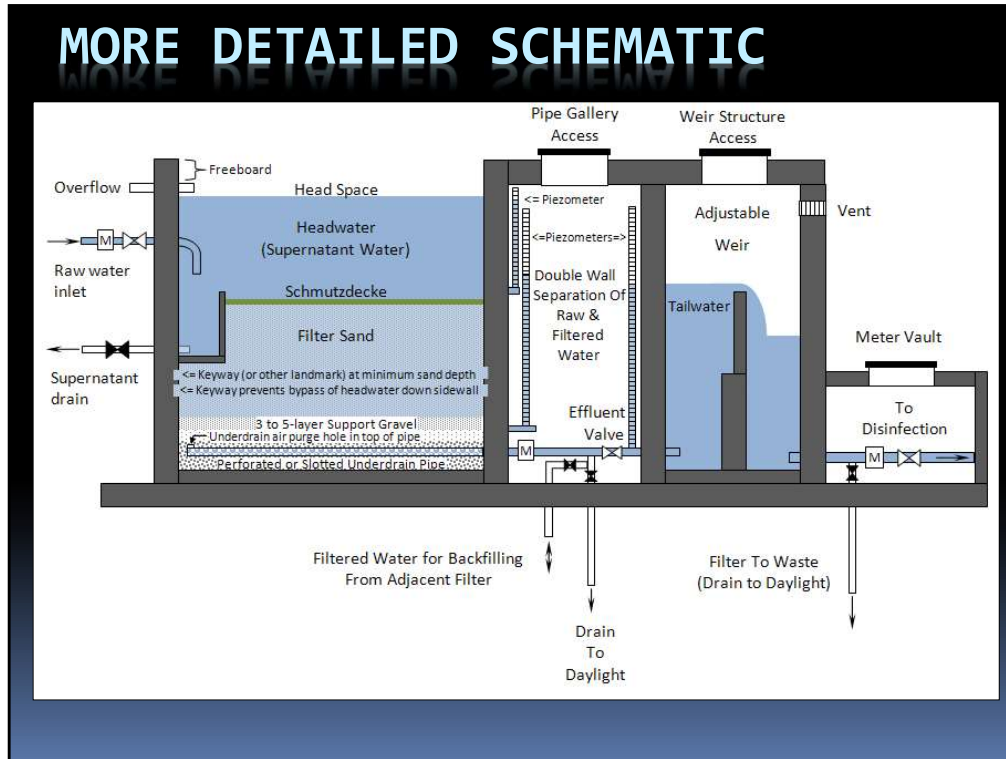 MORE DETAILED SCHEMATIC
Pipe Gallery
Access
Weir Structure
Access
Freeboard
Overflow
Head Space
Headwater
(Supernatant Water)
<= Piezometer
<=Piezometers=>
Adjustable
Weir
Vent
M
Raw water
inlet
Schmutzdecke
Double Wall
Separation Of
Raw &
Filtered
Water
Tailwater
Filter Sand
Meter Vault
Supernatant
drain
<= Keyway (or other landmark) at minimum sand depth
<= Keyway prevents bypass of headwater down sidewall
3 to 5-layer Support Gravel
Underdrain air purge hole in top of pipe
Perforated or Slotted Underdrain Pipe
Effluent
Valve
M
To
Disinfection
M
Filtered Water for Backfilling
From Adjacent Filter
Filter To Waste
(Drain to Daylight)
Drain
To
Daylight